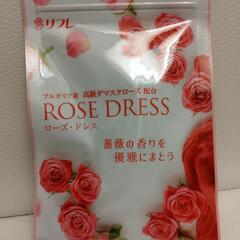 リフレ
ブルガリア産 高級ダマスクローズ 配合
ROSE DRESS
ローズ・ドレス
薔薇の香りを
優雅にまとう